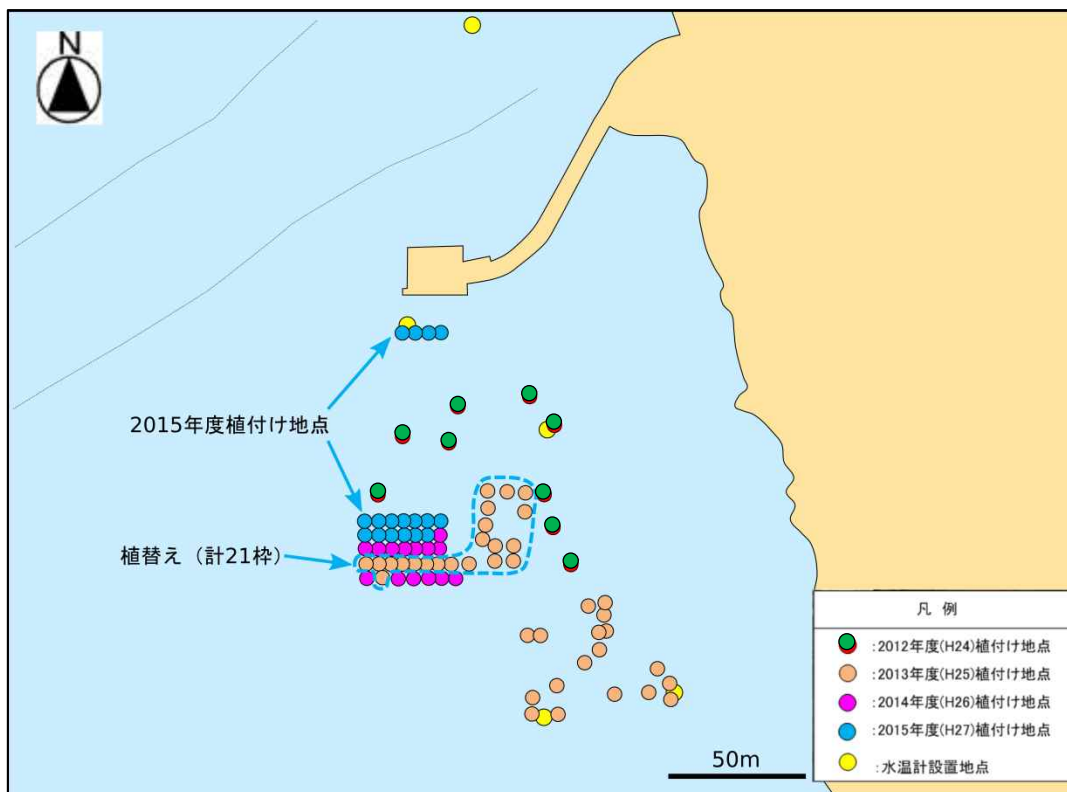 N
2015年度植付け地点
植替え（計21枠）
凡 例
：2012年度(H24)植付け地点
：2013年度(H25)植付け地点
：2014年度(H26)植付け地点
：2015年度(H27)植付け地点
：水温計設置地点
50m